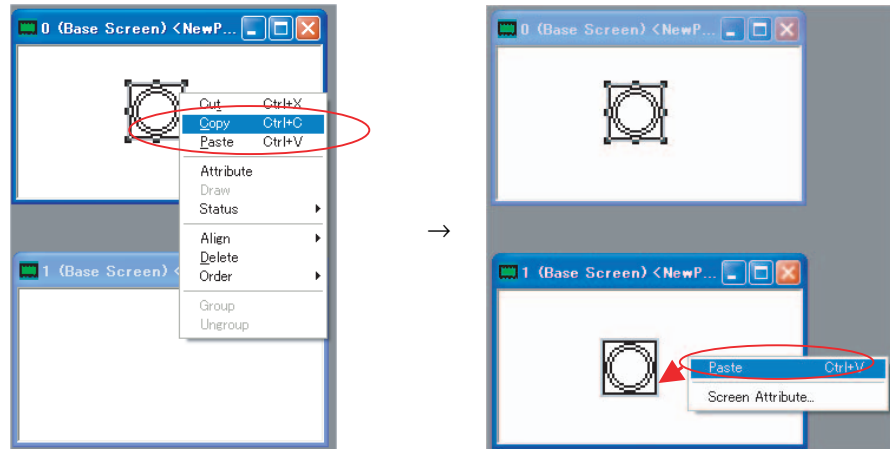 0 (Base Screen) <NewP...
Cut Ctrl+X
Copy Ctrl+C
Paste Ctrl+V
Attribute
Draw
Status
Align
Delete
Order
Group
Ungroup
1 (Base Screen) <
→
0 (Base Screen) <NewP...
1 (Base Screen) <NewP...
Paste Ctrl+V
Screen Attribute...